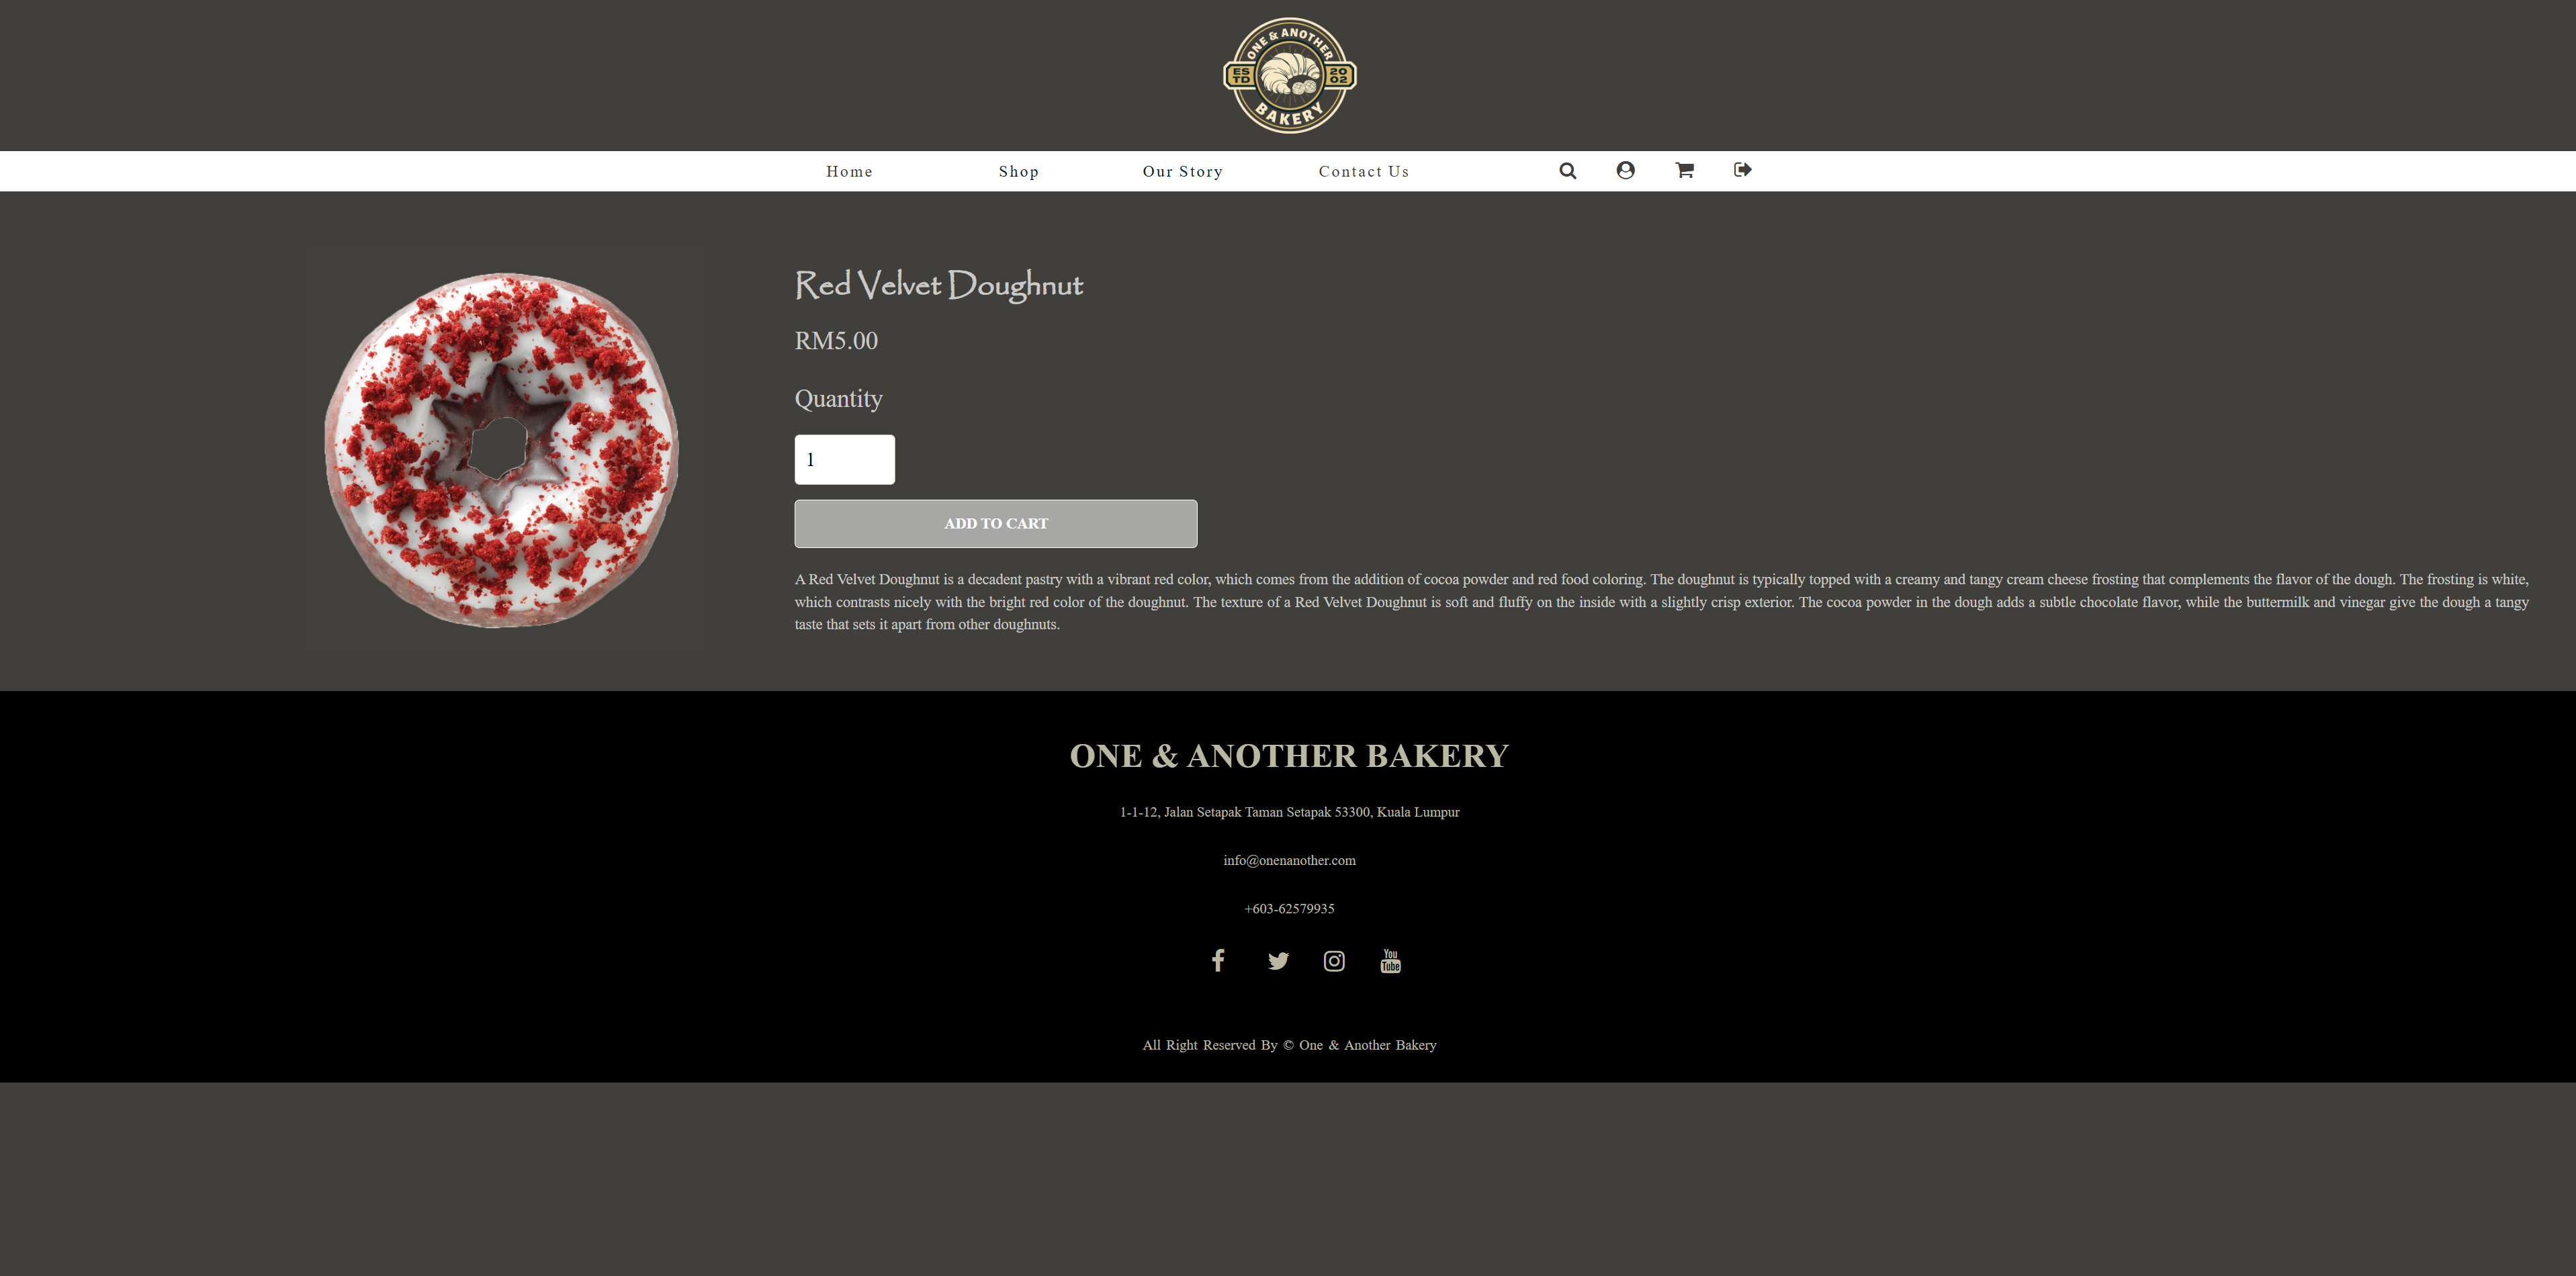 ONE & ANOTHER
ES TD
20 02
BAKERY
Home Shop Our Story Contact Us
Red Velvet Doughnut
RM5.00
Quantity
1
ADD TO CART
A Red Velvet Doughnut is a decadent pastry with a vibrant red color, which comes from the addition of cocoa powder and red food coloring. The doughnut is typically topped with a creamy and tangy cream cheese frosting that complements the flavor of the dough. The frosting is white,
which contrasts nicely with the bright red color of the doughnut. The texture of a Red Velvet Doughnut is soft and fluffy on the inside with a slightly crisp exterior. The cocoa powder in the dough adds a subtle chocolate flavor, while the buttermilk and vinegar give the dough a tangy
taste that sets it apart from other doughnuts.
ONE & ANOTHER BAKERY
1-1-12, Jalan Setapak Taman Setapak 53300, Kuala Lumpur
info@onenanother.com
+603-62579935
You
Tube
All Right Reserved By © One & Another Bakery